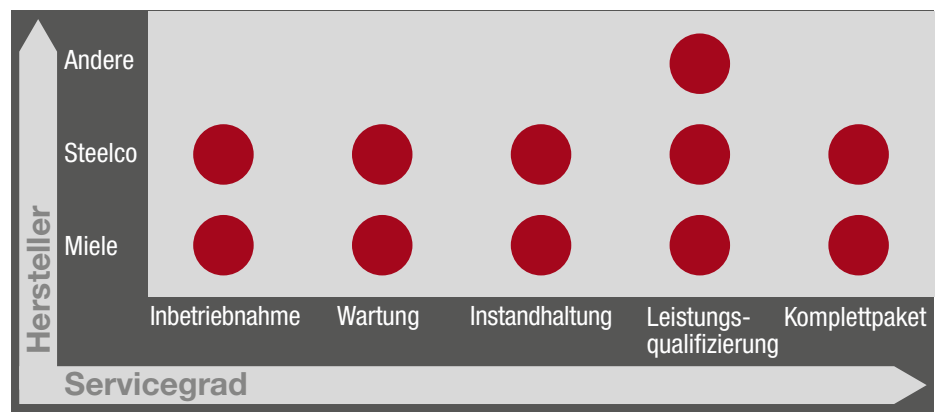 Andere
Steelco
Miele
Hersteller
Inbetriebnahme
Wartung
Instandhaltung
Leistungs-
qualifizierung
Komplettpaket
Servicegrad